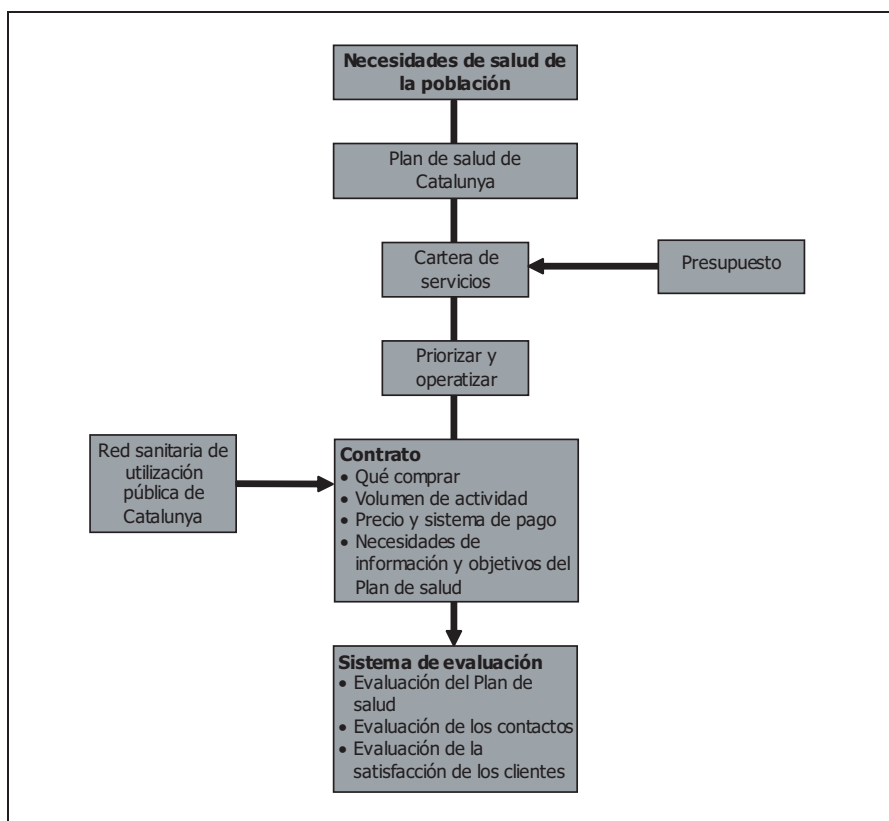 Necesidades de salud de
la población
Plan de salud de
Catalunya
Cartera de
servicios
Presupuesto
Priorizar y
operatizar
Red sanitaria de
utilización
pública de
Catalunya
Contrato
• Qué comprar
• Volumen de actividad
• Precio y sistema de pago
• Necesidades de
información y objetivos del
Plan de salud
Sistema de evaluación
• Evaluación del Plan de
salud
• Evaluación de los contactos
• Evaluación de la
satisfacción de los clientes